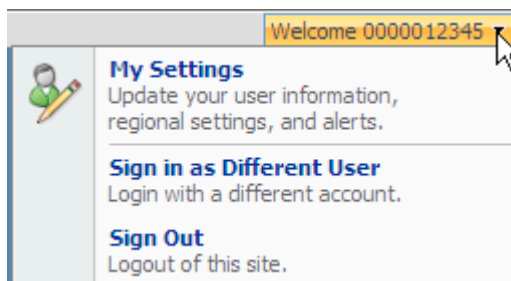 Welcome 0000012345
My Settings
Update your user information,
regional settings, and alerts.
Sign in as Different User
Login with a different account.
Sign Out
Logout of this site.